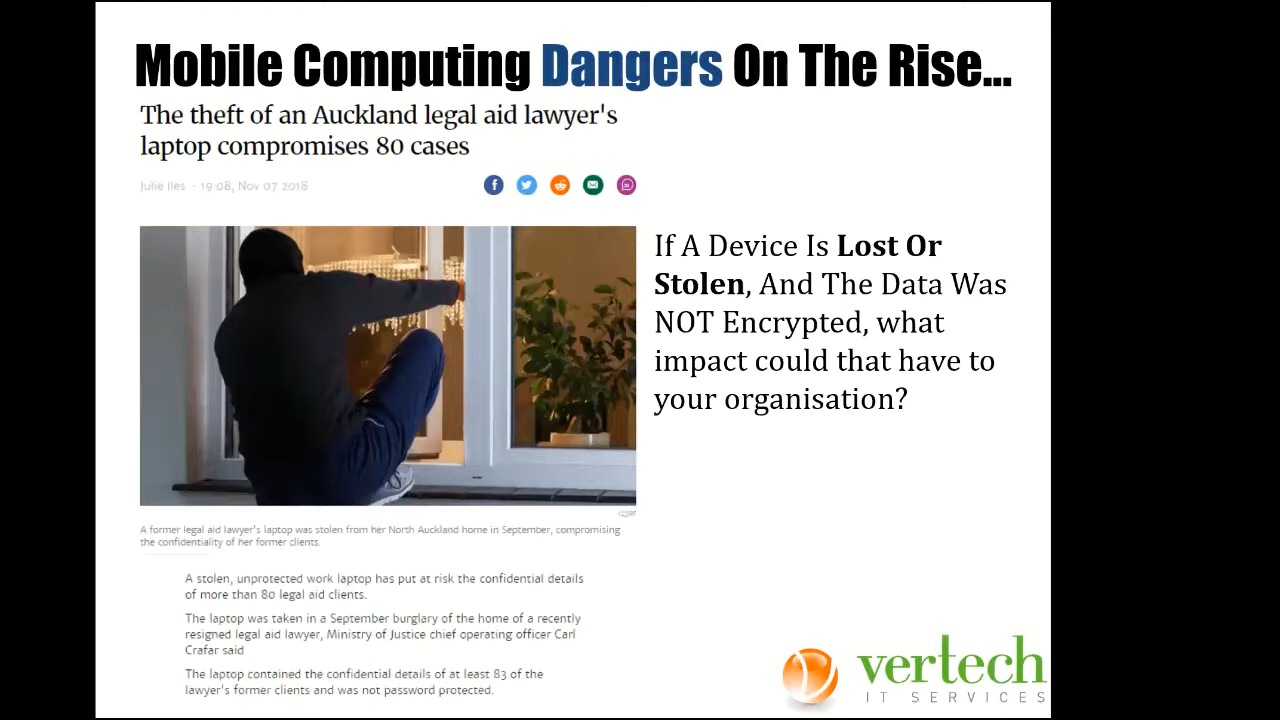 Mobile Computing Dangers On The Rise...
The theft of an Auckland legal aid lawyer's
laptop compromises 80 cases
Julie Iles · 19:08, Nov 07 2018
If A Device Is Lost Or
Stolen, And The Data Was
NOT Encrypted, what
impact could that have to
your organisation?
123RF
A former legal aid lawyer's laptop was stolen from her North Auckland home in September, compromising
the confidentiality of her former clients.
A stolen, unprotected work laptop has put at risk the confidential details
of more than 80 legal aid clients.
The laptop was taken in a September burglary of the home of a recently
resigned legal aid lawyer, Ministry of Justice chief operating officer Carl
Crafar said
The laptop contained the confidential details of at least 83 of the
lawyer's former clients and was not password protected.
vertech
IT SERVICES